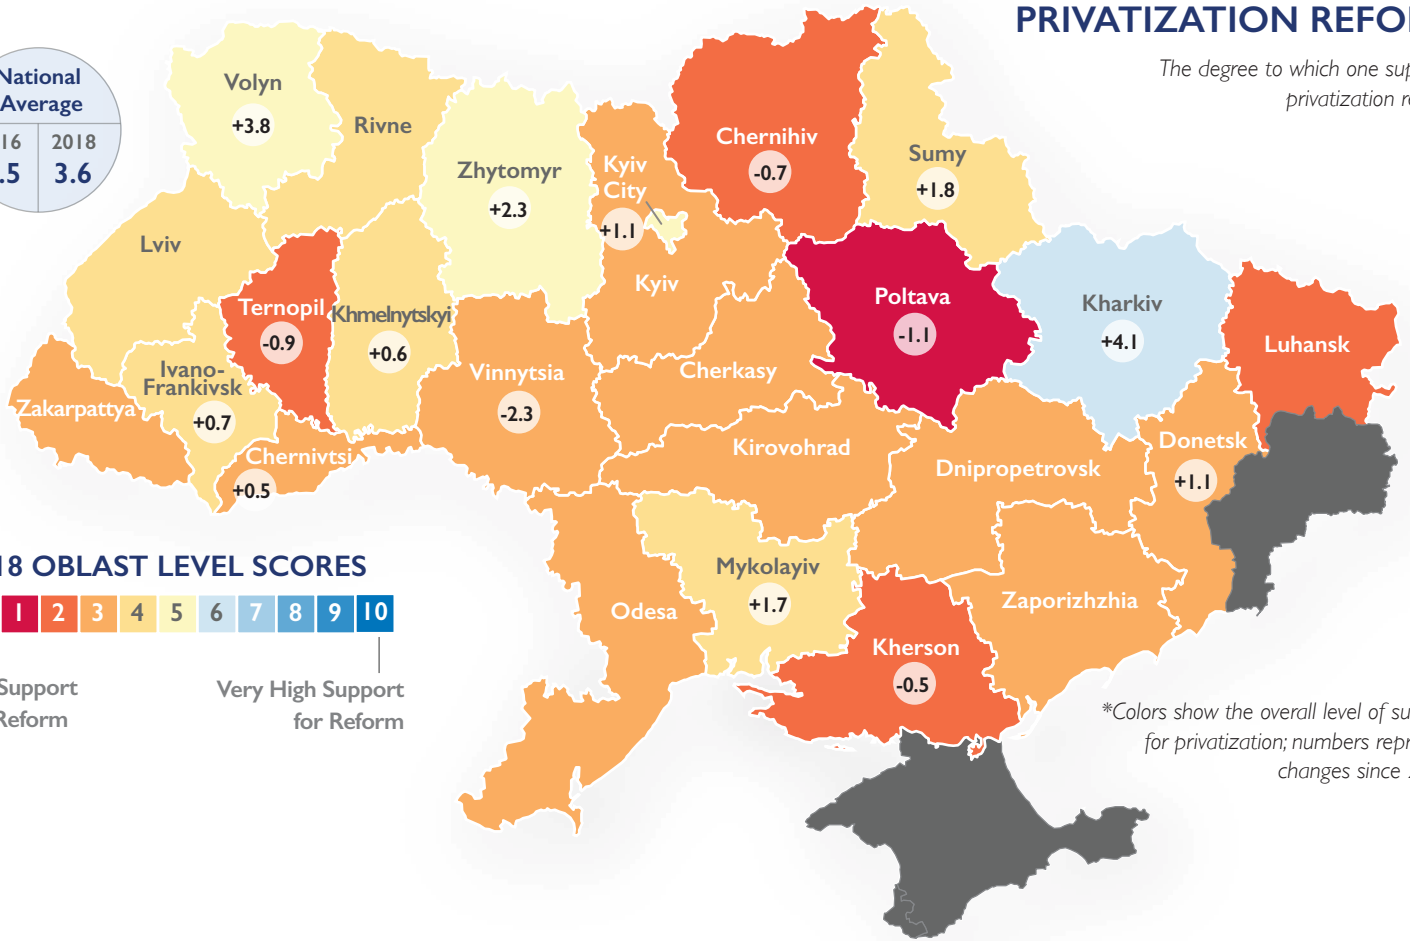 PRIVATIZATION REFO
The degree to which one sup
privatization r
National
Average
16
2018
.5
3.6
Volyn
+3.8
Rivne
Zhytomyr
+2.3
Kyiv
City
+1.1
Kyiv
Chernihiv
-0.7
Sumy
+1.8
Lviv
Ternopil
-0.9
Khmelnytskyi
+0.6
Poltava
-1.1
Kharkiv
+4.1
Luhansk
Ivano-
Frankivsk
+0.7
Zakarpattya
Vinnytsia
-2.3
Cherkasy
Chernivtsi
+0.5
Kirovohrad
Dnipropetrovsk
Donetsk
+1.1
Mykolayiv
+1.7
Odesa
Zaporizhzhia
Kherson
-0.5
18 OBLAST LEVEL SCORES
1 2 3 4 5 6 7 8 9 10
Support
Reform
Very High Support
for Reform
*Colors show the overall level of su
for privatization; numbers repr
changes since